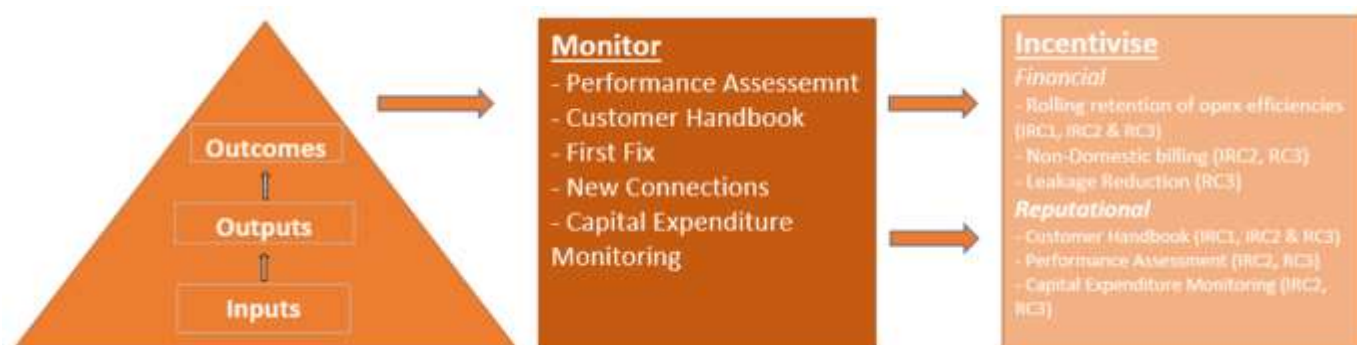 Outcomes
Outputs
Inputs
Monitor
- Performance Assessemnt
- Customer Handbook
- First Fix
- New Connections
- Capital Expenditure
Monitoring
Incentivise
Financial
- Rolling retention of opex efficiencies
(IRC1, IRC2 & RC3)
- Non-Domestic billing (IRC2, RC3)
- Leakage Reduction (RC3)
Reputational
- Customer Handbook (IRC1, IRC2 & RC3)
- Performance Assessment (IRC2, RC3)
- Capital Expenditure Monitoring (IRC2,
RC3)